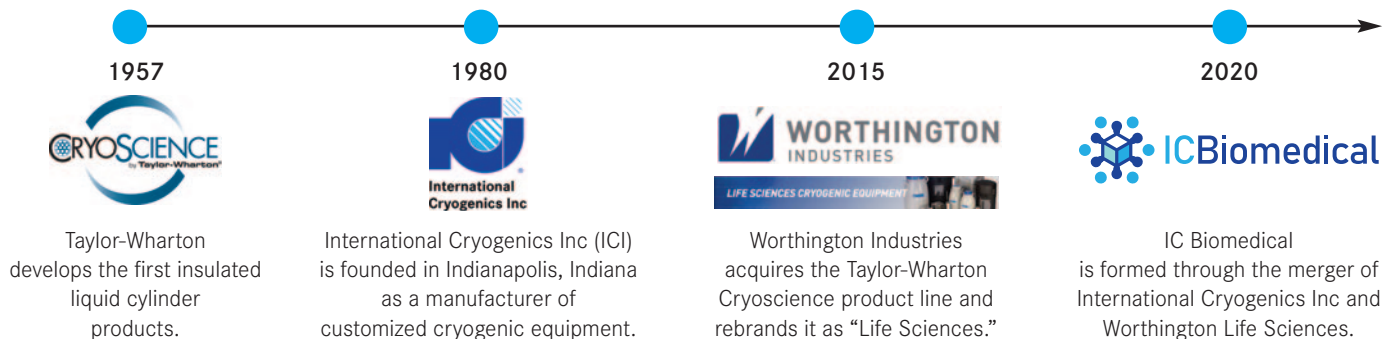 1957
CRYOSCIENCE
by Taylor-Wharton®
Taylor-Wharton
develops the first insulated
liquid cylinder
products.
1980
ICI
International
Cryogenics Inc
International Cryogenics Inc (ICI)
is founded in Indianapolis, Indiana
as a manufacturer of
customized cryogenic equipment.
2015
WORTHINGTON
INDUSTRIES
LIFE SCIENCES CRYOGENIC EQUIPMENT
Worthington Industries
acquires the Taylor-Wharton
Cryoscience product line and
rebrands it as “Life Sciences.”
2020
ICBiomedical
IC Biomedical
is formed through the merger of
International Cryogenics Inc and
Worthington Life Sciences.